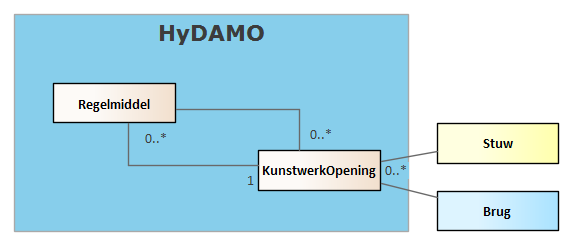 HyDAMO
Regelmiddel
0..*
0..*
KunstwerkOpening
1
0..*
Stuw
Brug